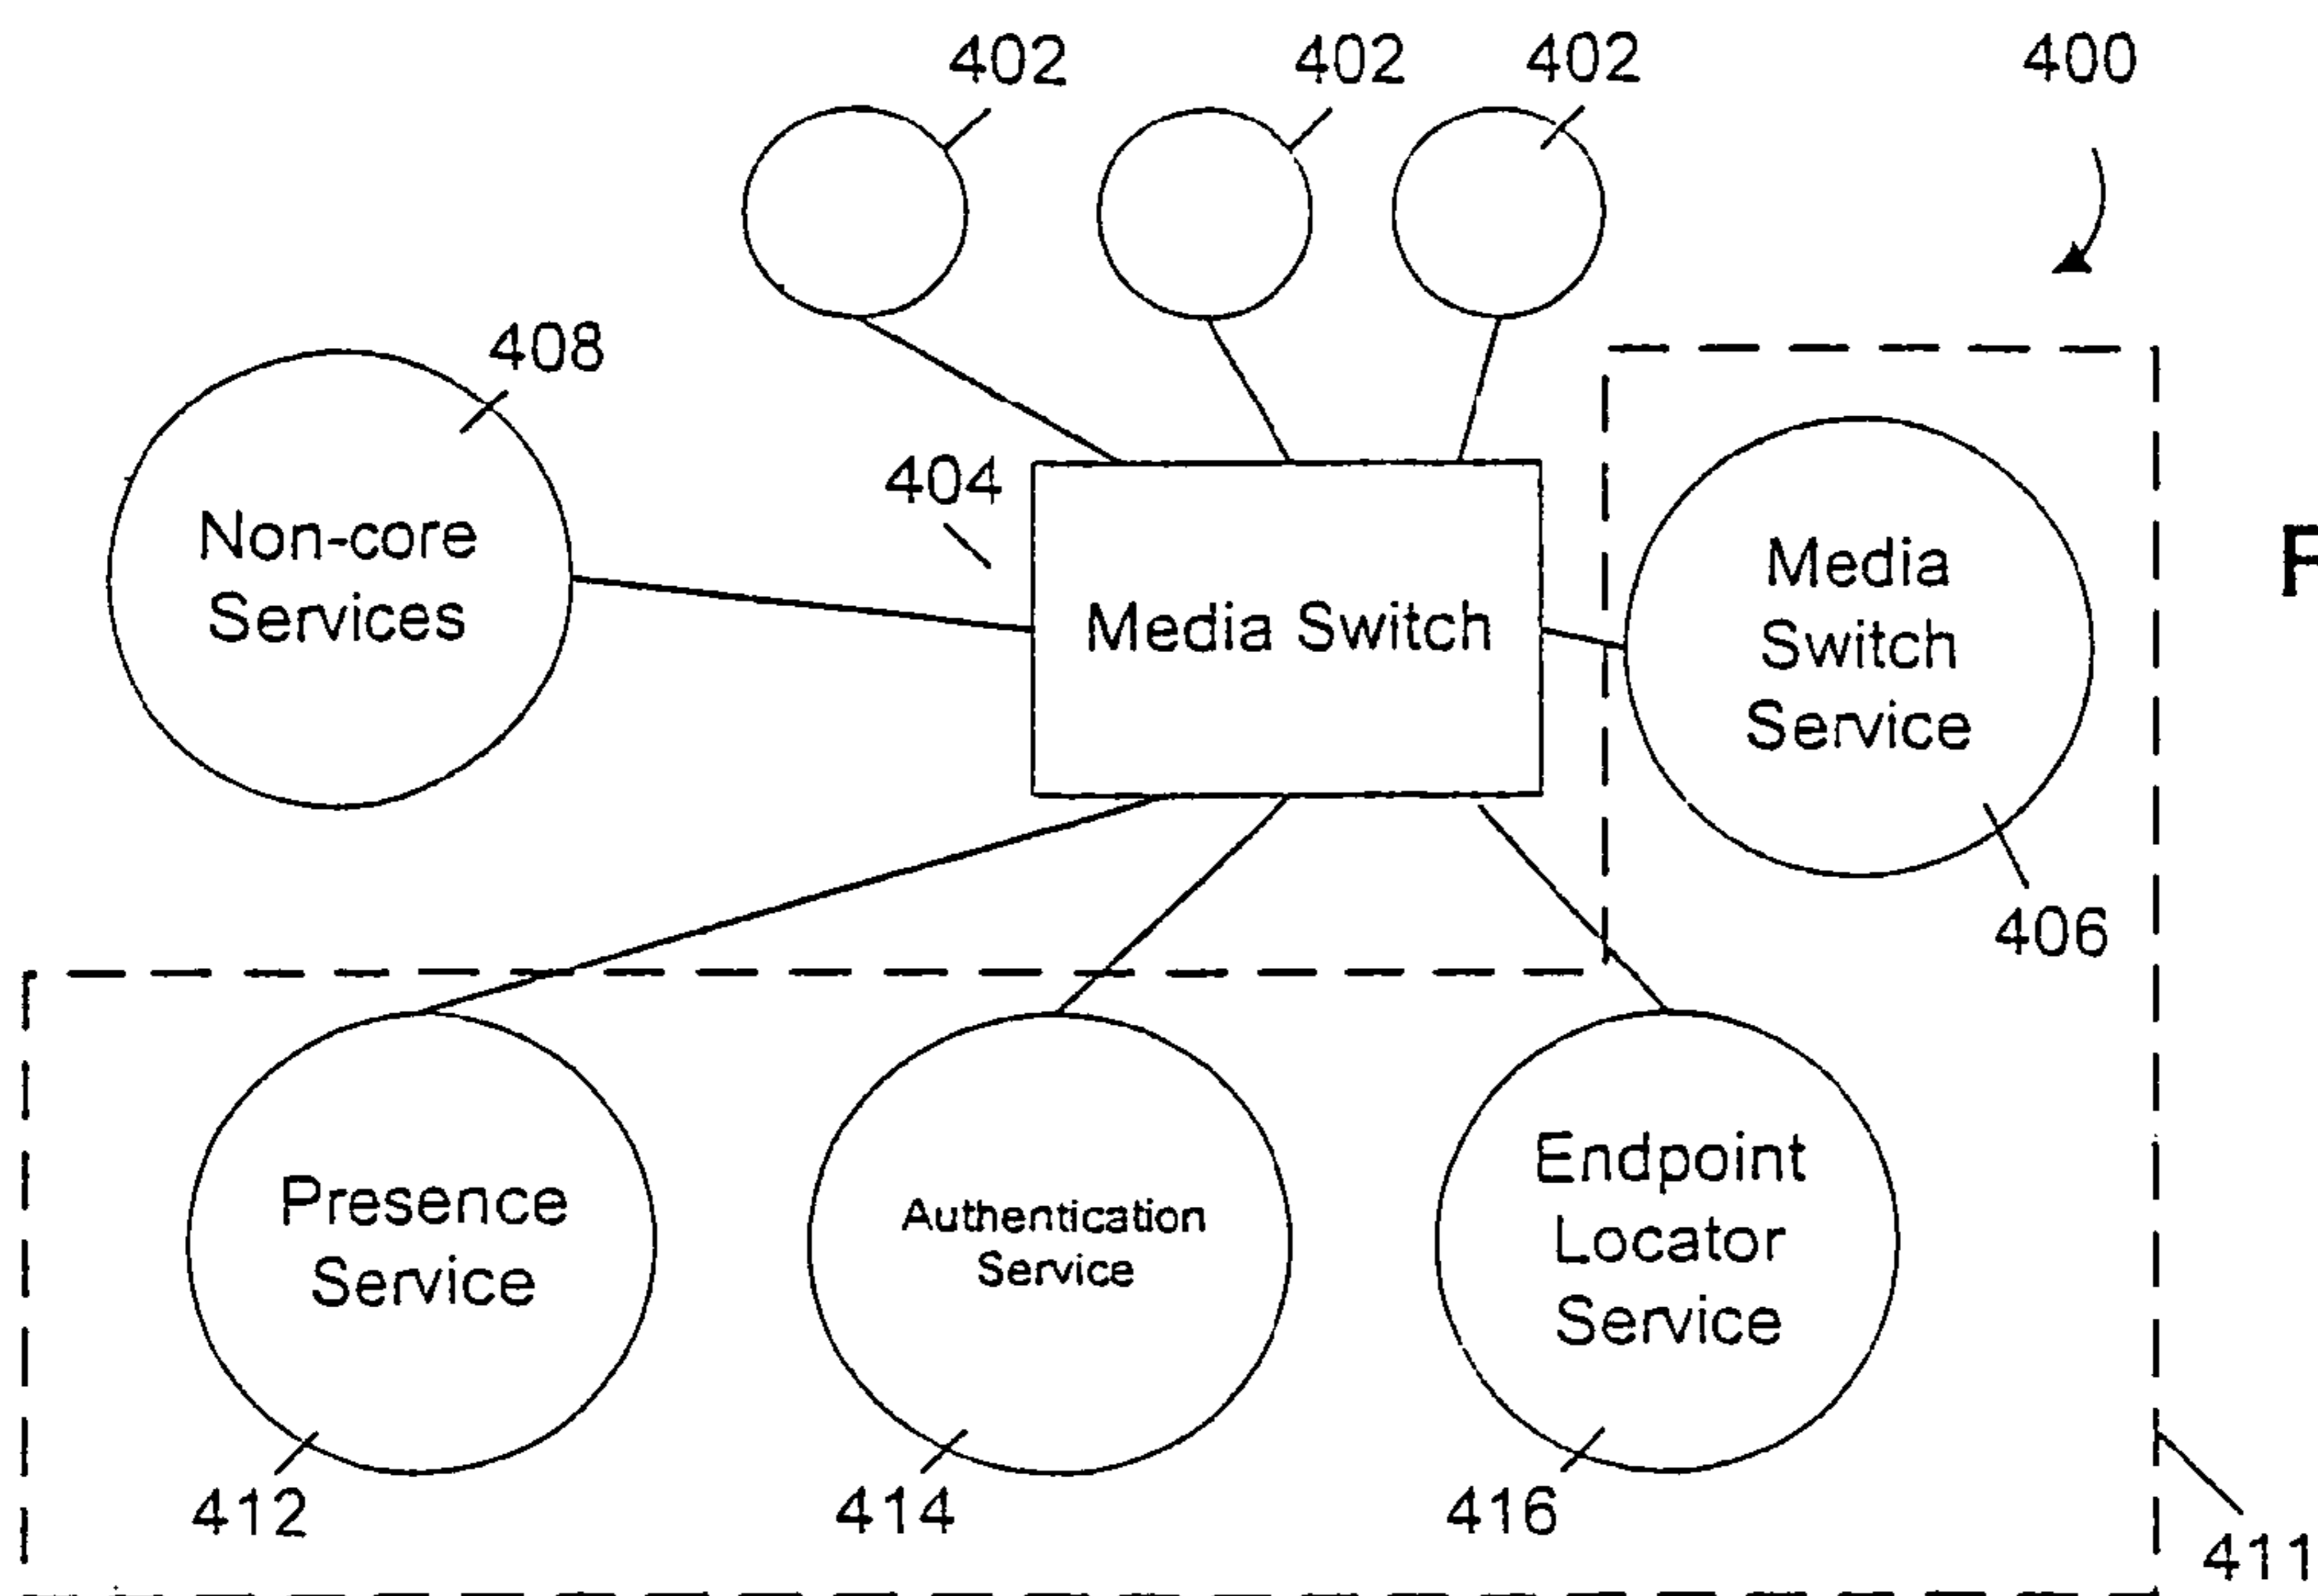 402
402
402
400
408
404
Non-core
Services
Media Switch
Media
Switch
Service
F
406
Presence
Service
Authentication
Service
Endpoint
Locator
Service
412
414
416
411